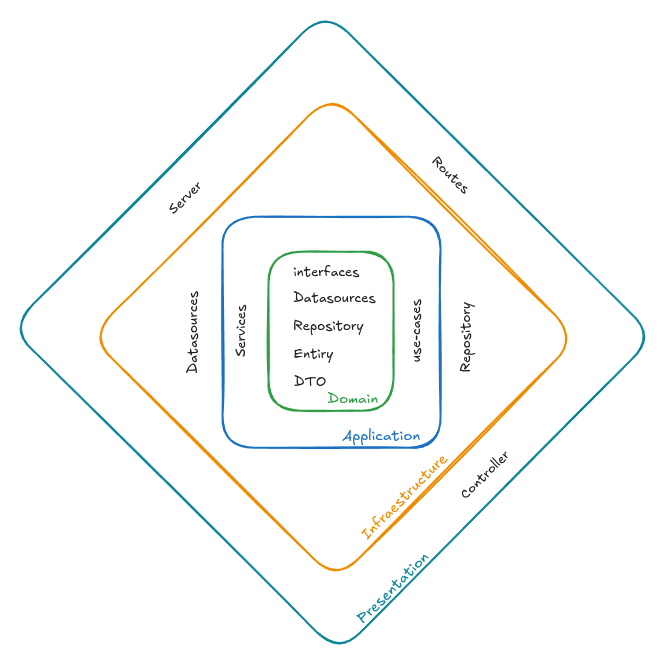 Server
Routes
Datasources
Services
interfaces
Datasources
Repository
Entiry
DTO
Domain
use-cases
Repository
Application
Infraestructure
Controller
Presentation